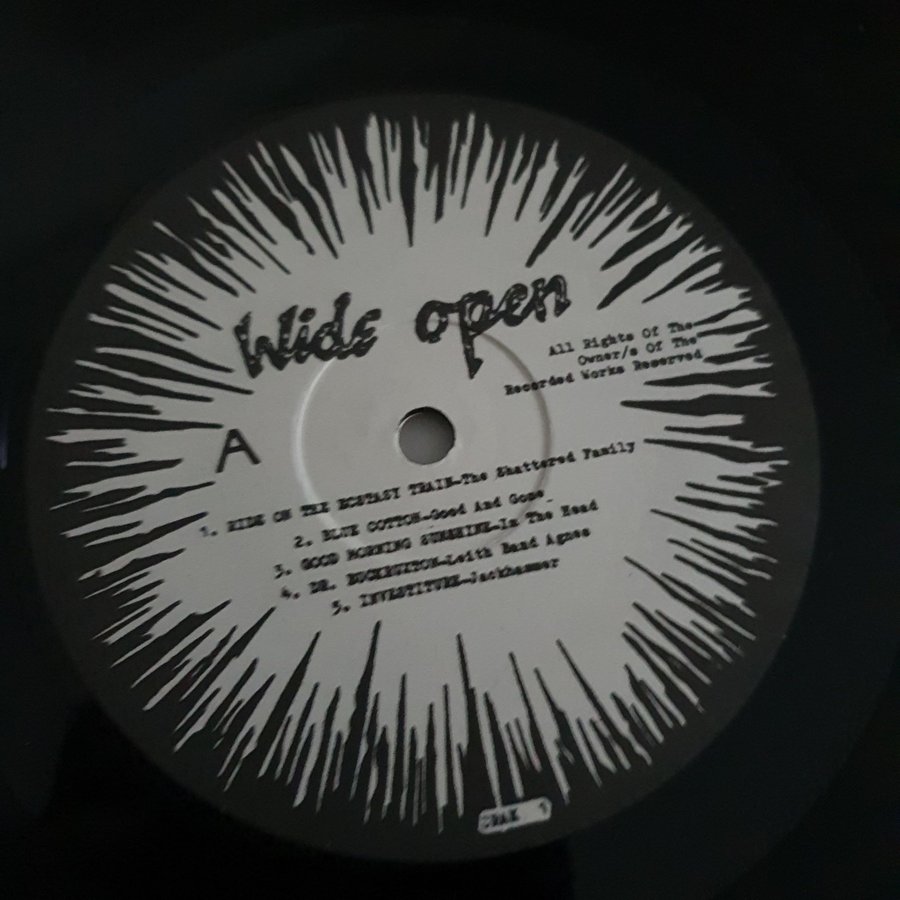 Wide open
All Rights Of The
Owner/s Of The
Recorded Works Reserved
A
1. RIDE ON THE ECSTASY TRAIN-The Shattered Family
2. BLUE COTTON-Good And Gone
3. GOOD MORNING SUNSHINE-In The Head
4. DR. Band Agnes
5. INVESTITURE-Jackhammer
1